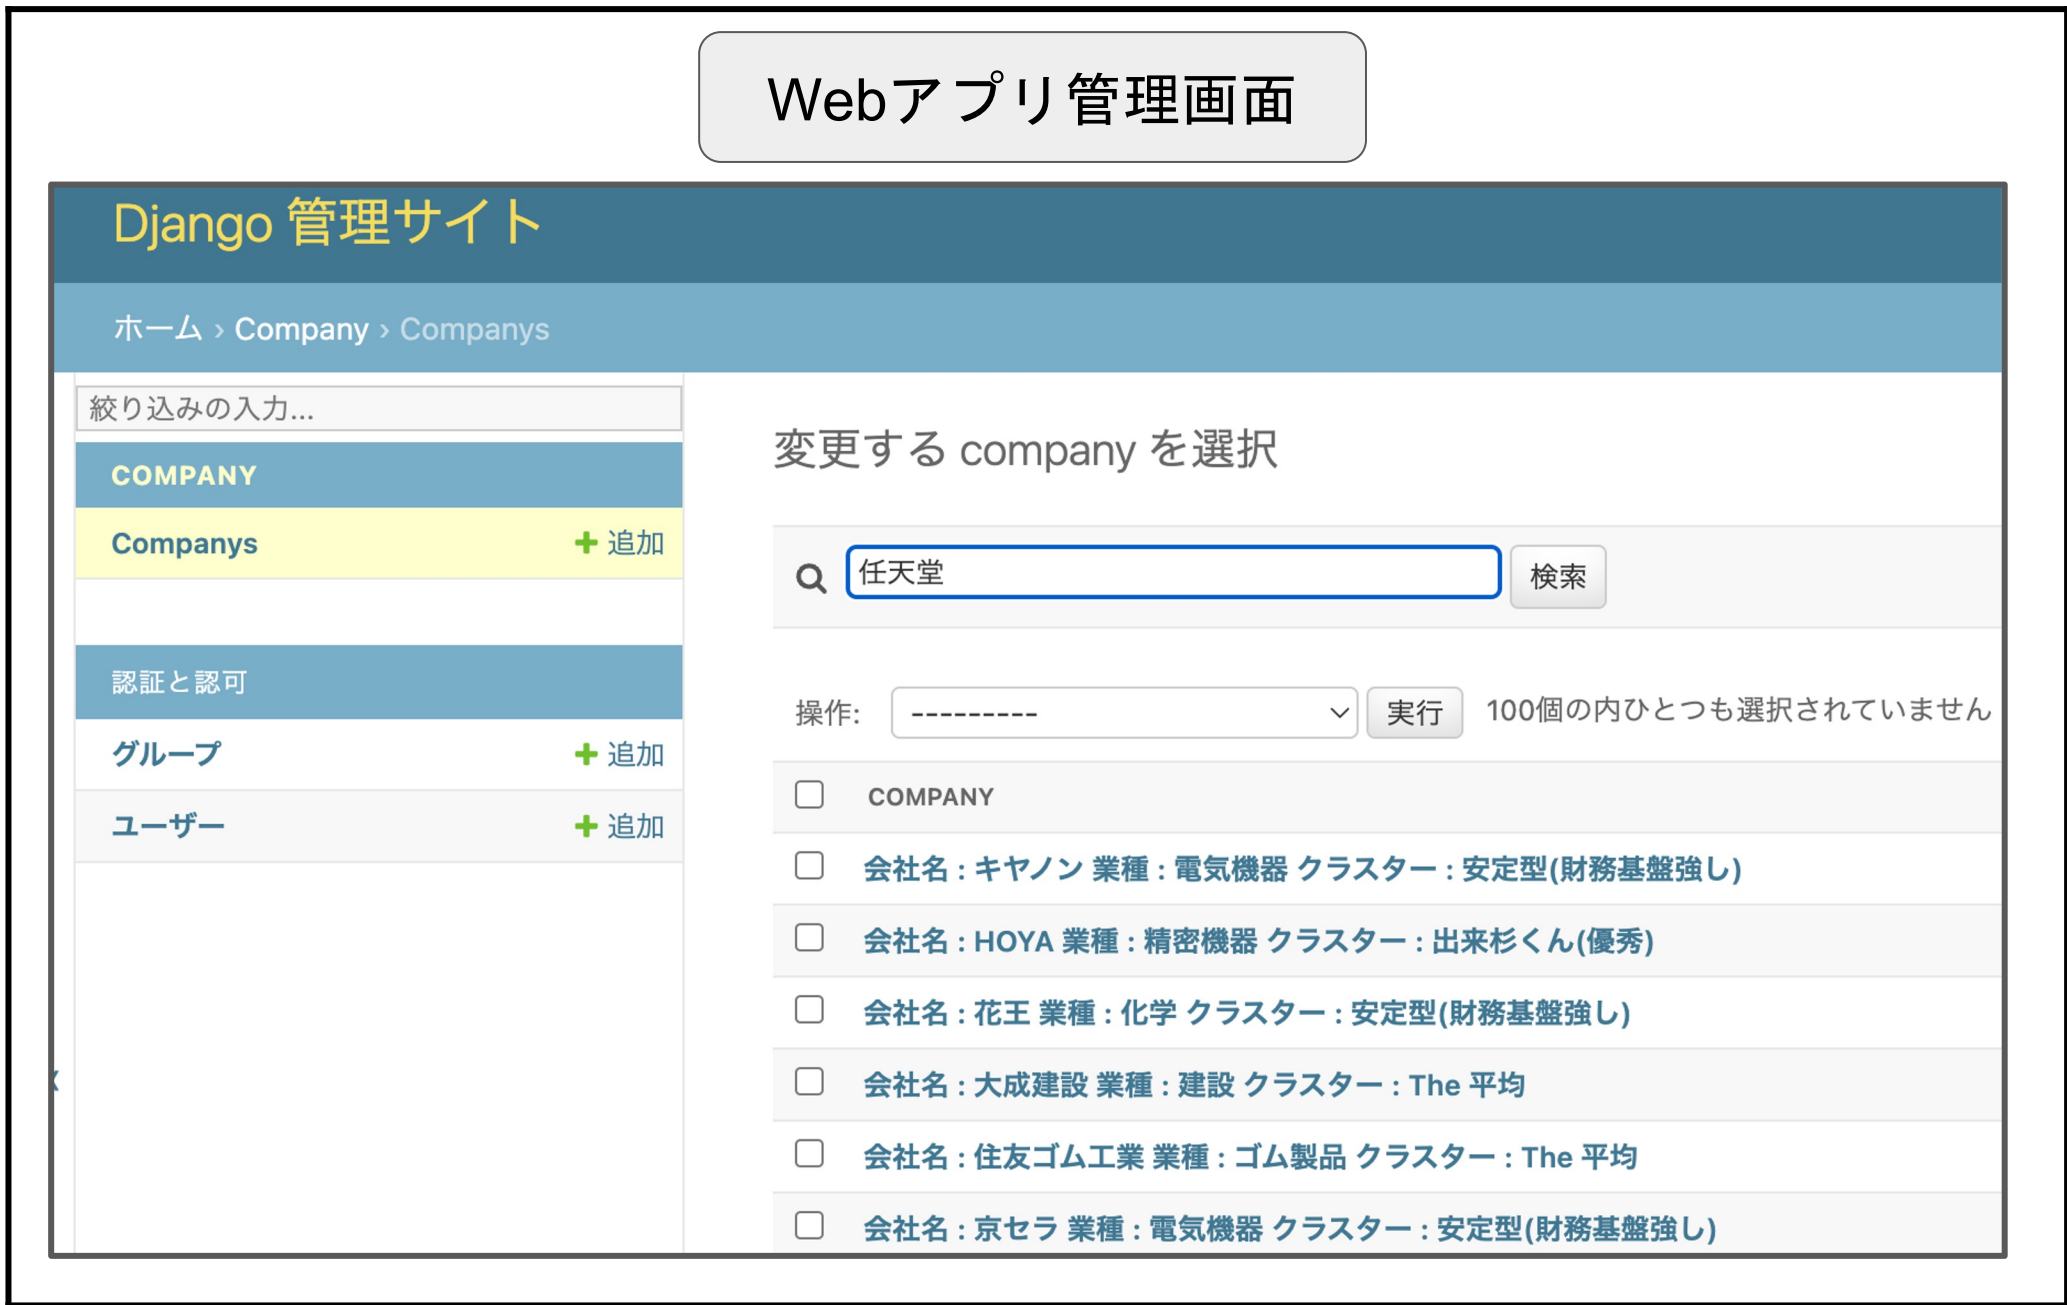 Webアプリ管理画面
Django 管理サイト
ホーム › Company › Companys
絞り込みの入力...
COMPANY
Companys
追加
認証と認可
グループ
追加
ユーザー
追加
変更する company を選択
任天堂
検索
操作:
---------
実行
100個の内ひとつも選択されていません
COMPANY
会社名 : キヤノン 業種 : 電気機器 クラスター : 安定型(財務基盤強し)
会社名 : HOYA 業種 : 精密機器 クラスター : 出来杉くん(優秀)
会社名 : 花王 業種 : 化学 クラスター : 安定型(財務基盤強し)
会社名 : 大成建設 業種 : 建設 クラスター : The 平均
会社名 : 住友ゴム工業 業種 : ゴム製品 クラスター : The 平均
会社名 : 京セラ 業種 : 電気機器 クラスター : 安定型(財務基盤強し)